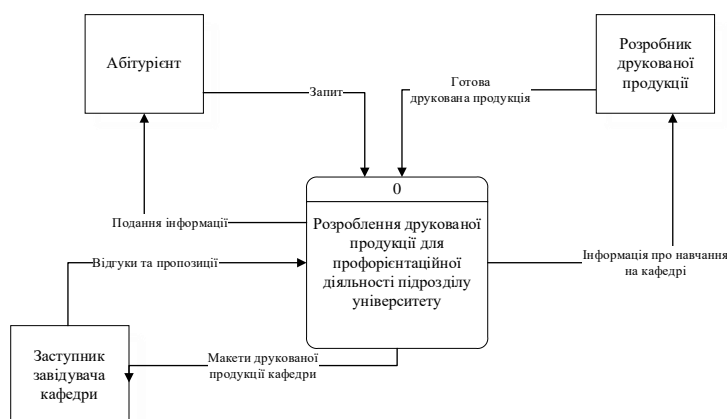 Абітурієнт
Розробник
друкованої
продукції
Запит
Готова
друкована продукція
0
Розроблення друкованої
продукції для
профорієнтаційної
діяльності підрозділу
університету
Подання інформації
Відгуки та пропозиції
Інформація про навчання
на кафедрі
Заступник
завідувача
кафедри
Макети друкованої
продукції кафедри